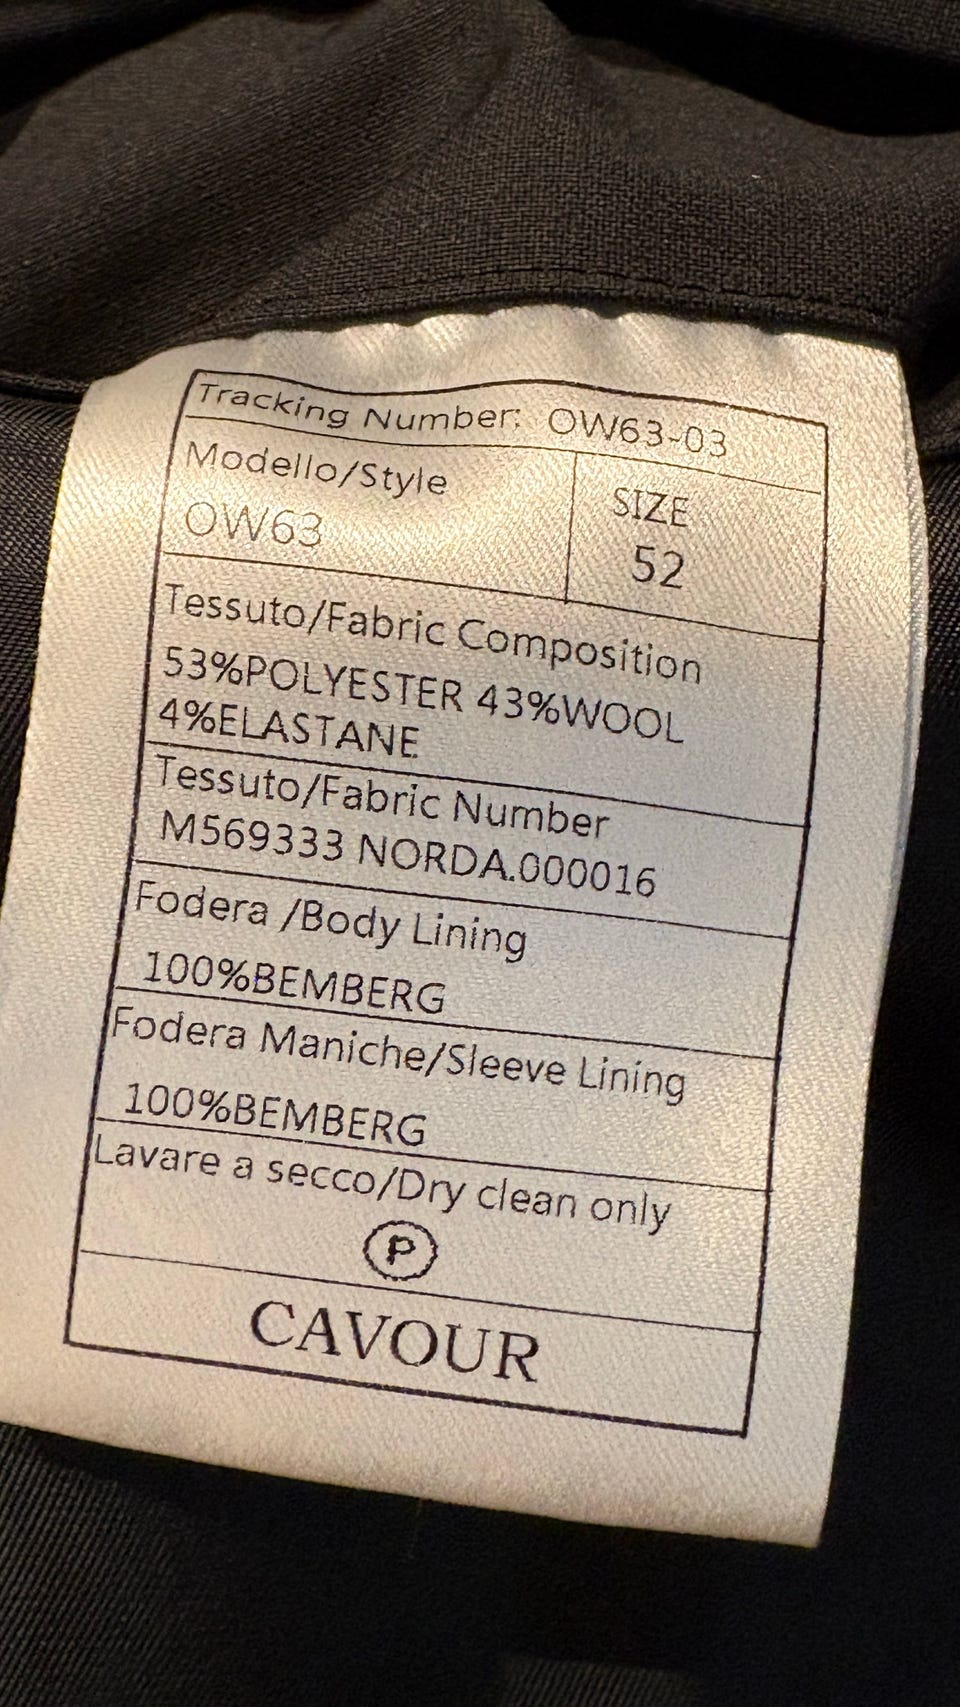 Tracking Number: OW63-03
Modello/Style
OW63
SIZE
52
Tessuto/Fabric Composition
53%POLYESTER 43%WOOL
4%ELASTANE
Tessuto/Fabric Number
M569333 NORDA.000016
Fodera /Body Lining
100%BEMBERG
Fodera Maniche/Sleeve Lining
100%BEMBERG
Lavare a secco/Dry clean only
P
CAVOUR